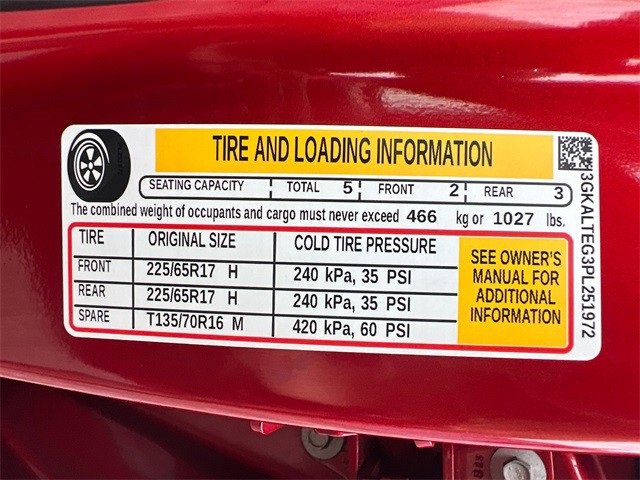 TIRE AND LOADING INFORMATION
SEATING CAPACITY TOTAL 5 FRONT 2 REAR 3
The combined weight of occupants and cargo must never exceed 466 kg or 1027 lbs.
TIRE ORIGINAL SIZE COLD TIRE PRESSURE
FRONT 225/65R17 H 240 kPa, 35 PSI
REAR 225/65R17 H 240 kPa, 35 PSI
SPARE T135/70R16 M 420 kPa, 60 PSI
SEE OWNER'S
MANUAL FOR
ADDITIONAL
INFORMATION
3GKALTEG3PL251972